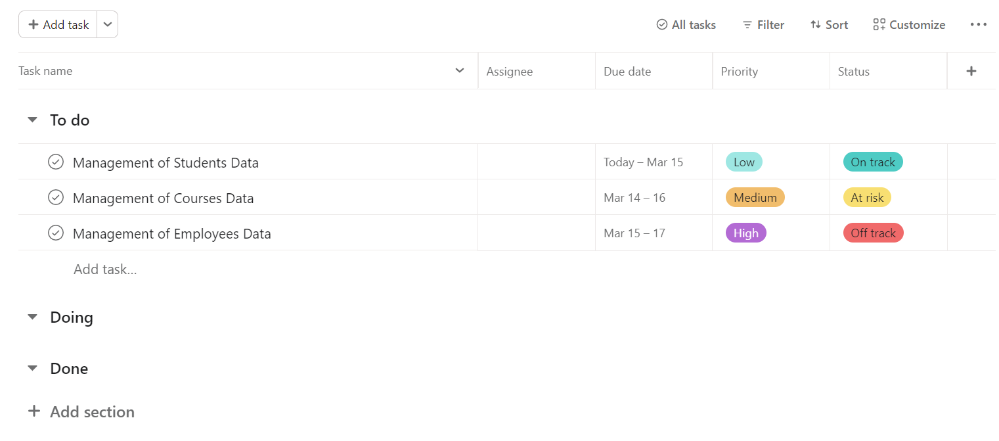 Add task All tasks Filter Sort Customize
Task name Assignee Due date Priority Status
To do
Management of Students Data Today – Mar 15 Low On track
Management of Courses Data Mar 14 – 16 Medium At risk
Management of Employees Data Mar 15 – 17 High Off track
Add task...
Doing
Done
Add section